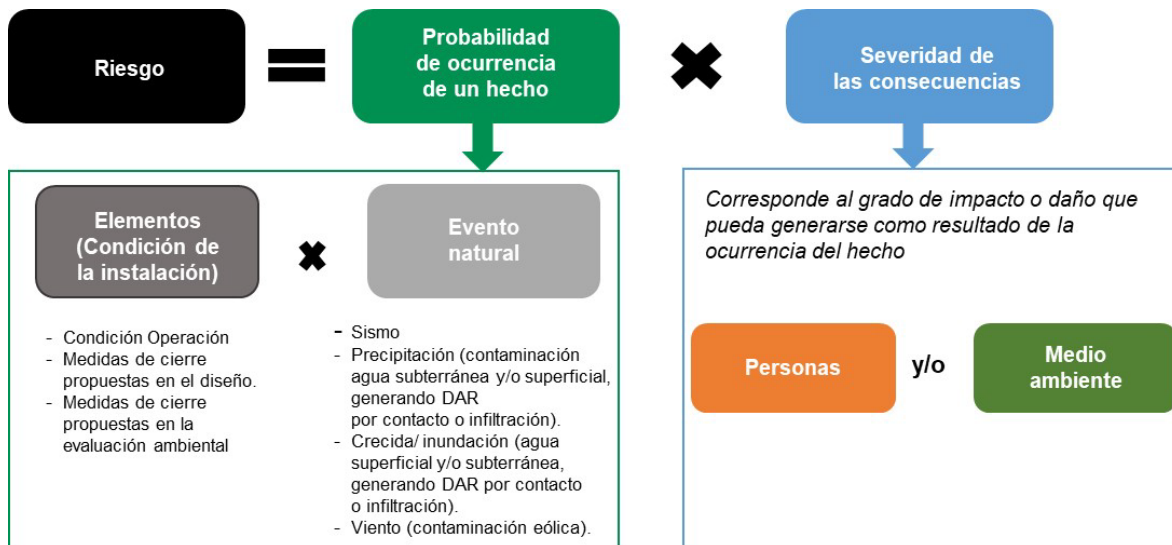 Riesgo
Probabilidad
de ocurrencia
de un hecho
Severidad de
las consecuencias
Elementos
(Condición de
la instalación)
Evento
natural
- Condición Operación
- Medidas de cierre
propuestas en el diseño.
- Medidas de cierre
propuestas en la
evaluación ambiental
- Sismo
- Precipitación (contaminación
agua subterránea y/o superficial,
generando DAR
por contacto o infiltración).
- Crecida/ inundación (agua
superficial y/o subterránea,
generando DAR por contacto
o infiltración).
- Viento (contaminación eólica).
Corresponde al grado de impacto o daño que
pueda generarse como resultado de la
ocurrencia del hecho
Personas
y/o
Medio
ambiente